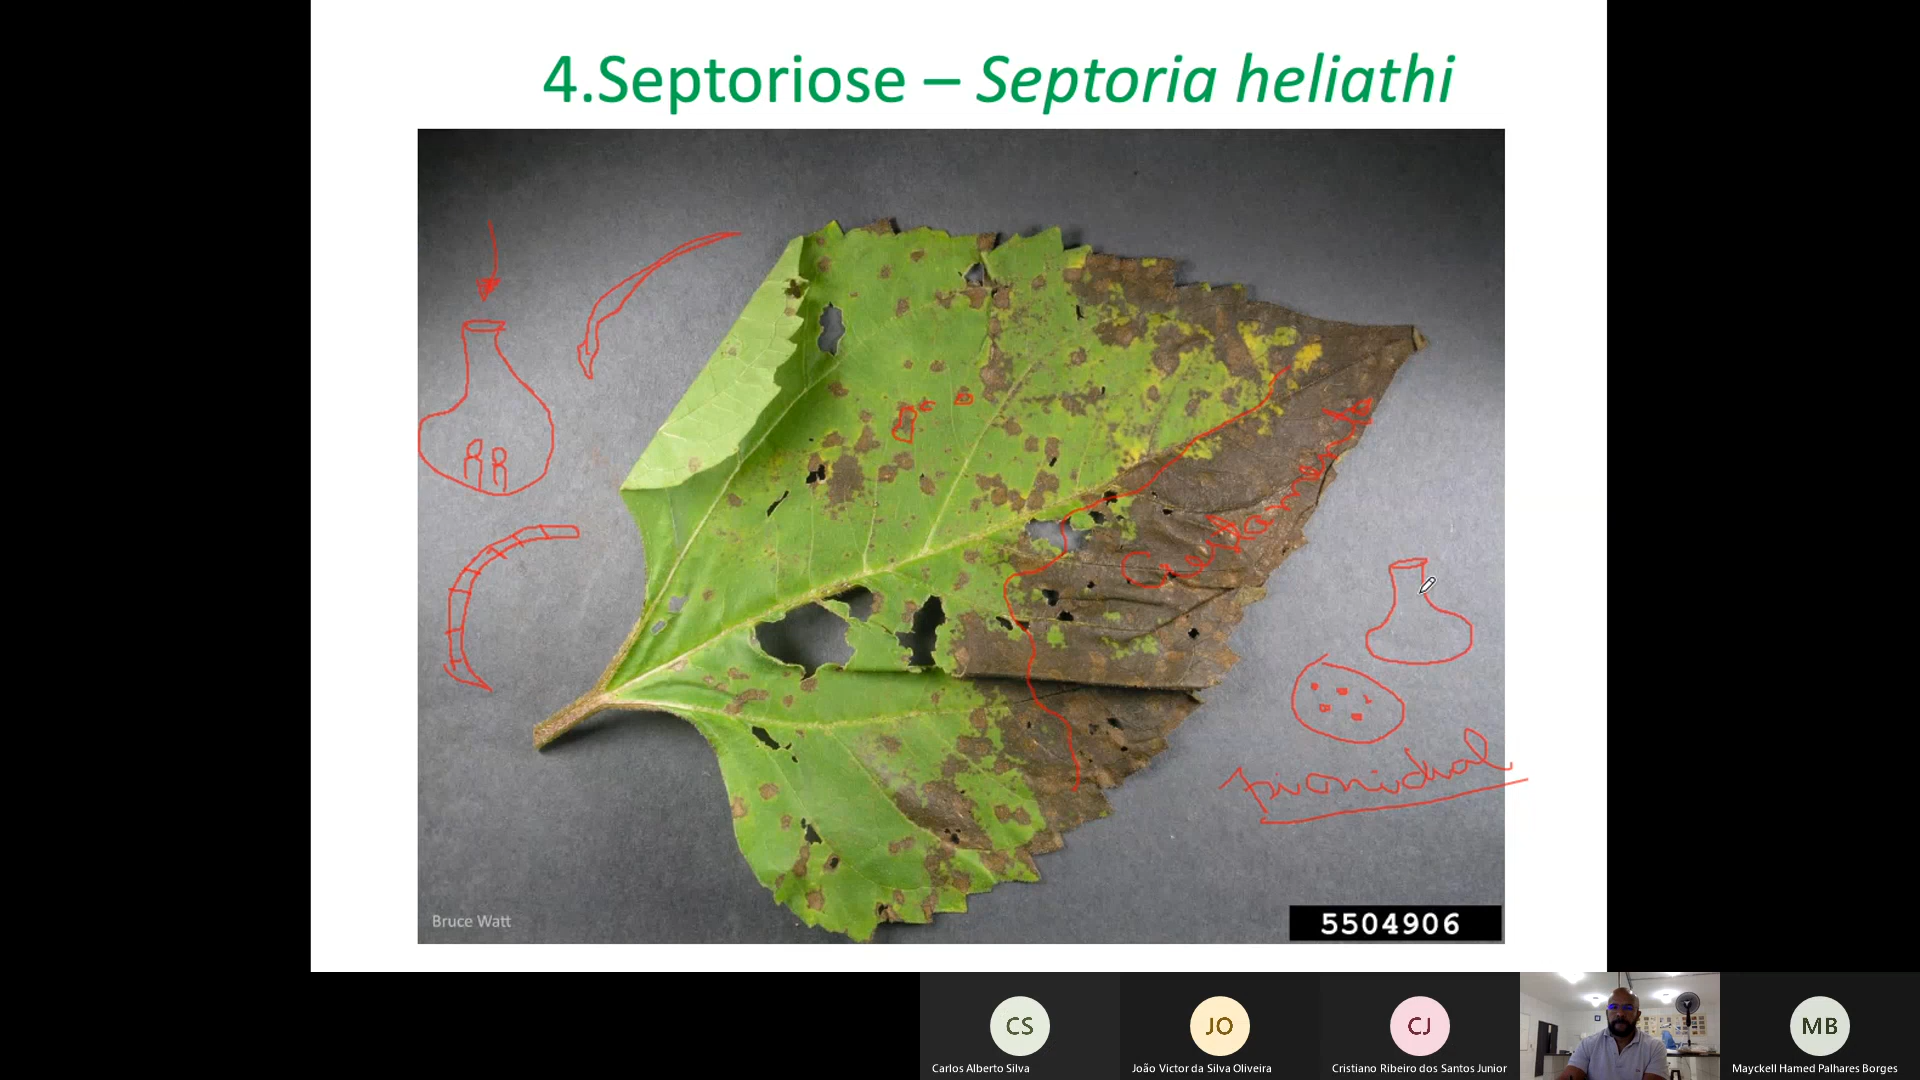 4.Septoriose – Septoria heliathi
picnidial
Bruce Watt
5504906
CS
JO
CJ
MB
Carlos Alberto Silva
João Victor da Silva Oliveira
Cristiano Ribeiro dos Santos Junior
Mayckell Hamed Palhares Borges